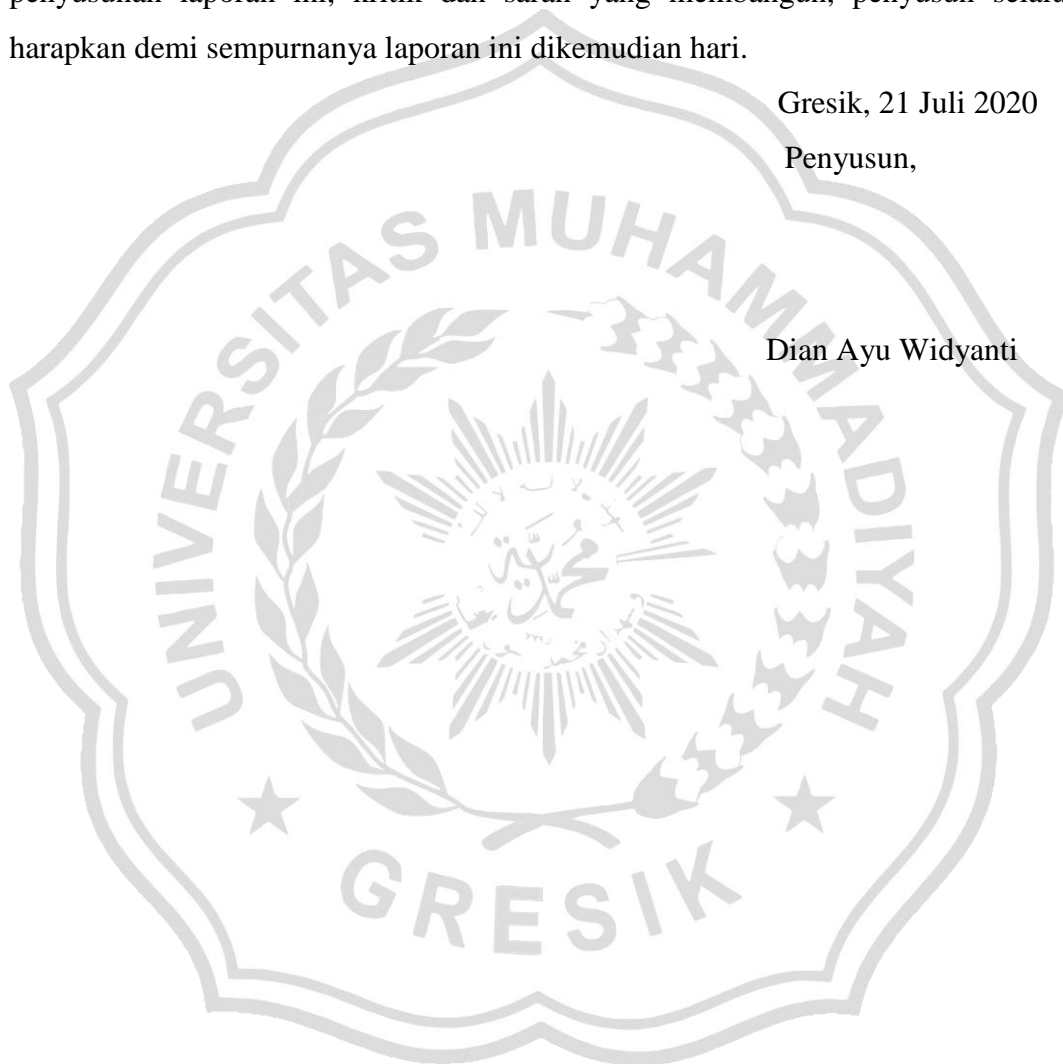 penyusunan laporan ini, kritik dan saran yang membangun, penyusun selalu
harapkan demi sempurnanya laporan ini dikemudian hari.
Gresik, 21 Juli 2020
Penyusun,
Dian Ayu Widyanti
UNIVERSITAS MUHAMMADIYAH
محمدية
GRESIK